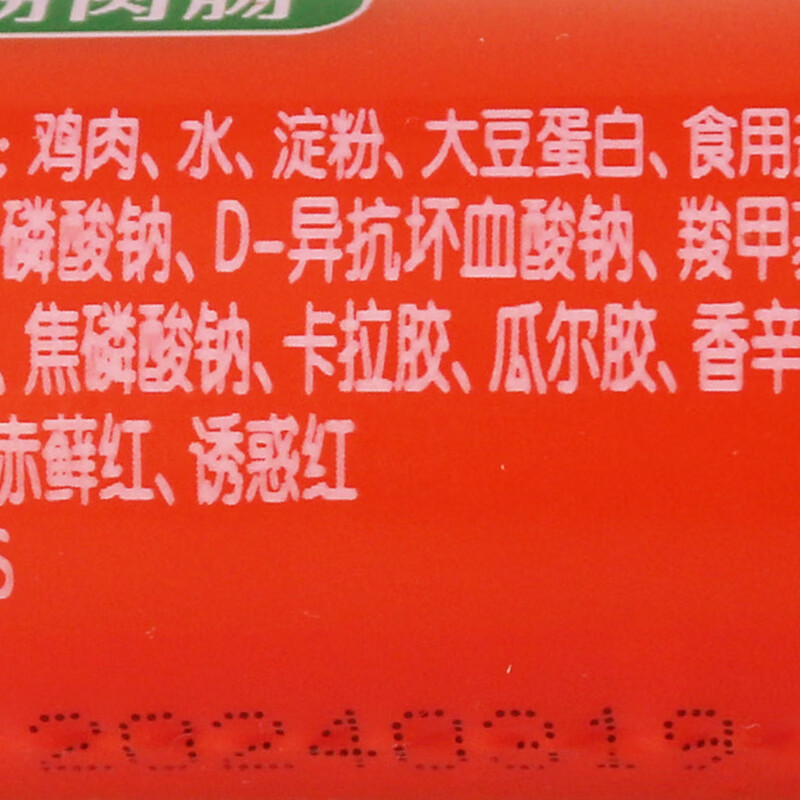 肉肠
：鸡肉、水、淀粉、大豆蛋白、食用
磷酸钠、D-异抗坏血酸钠、羧甲
、焦磷酸钠、卡拉胶、瓜尔胶、香辛
赤藓红、诱惑红
S
20240319